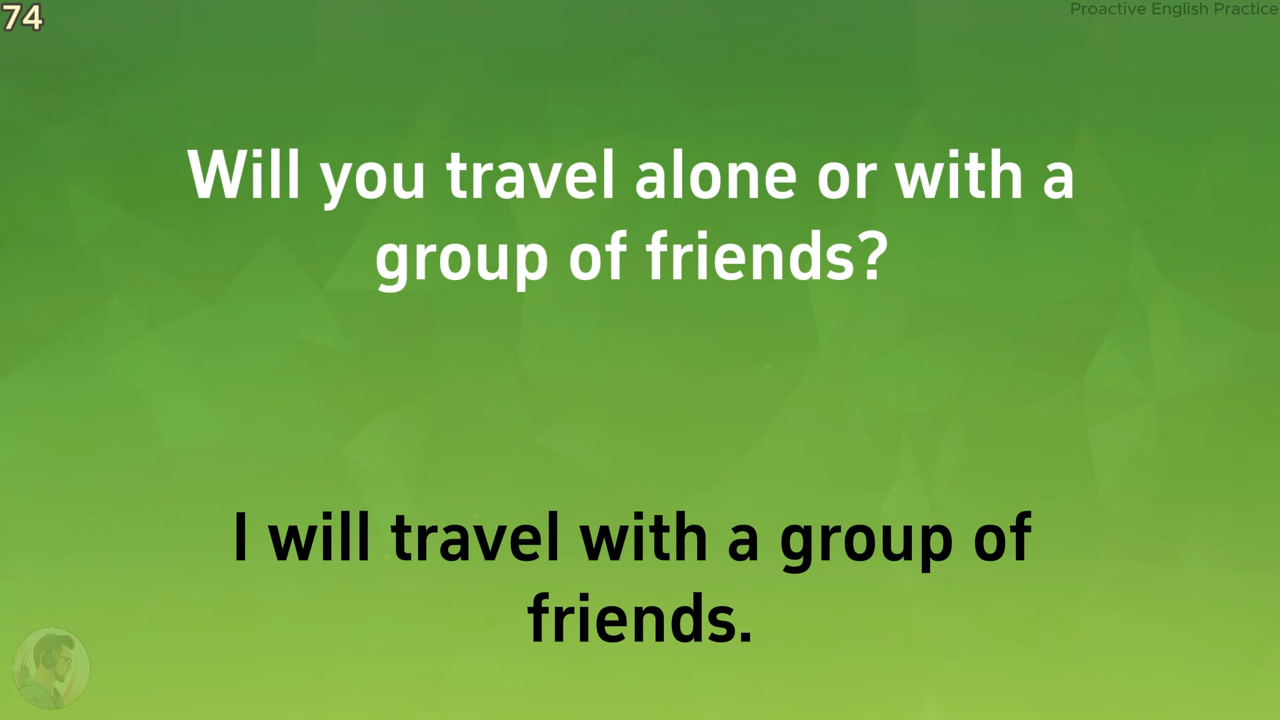 74
Proactive English Practice
Will you travel alone or with a
group of friends?
I will travel with a group of
friends.